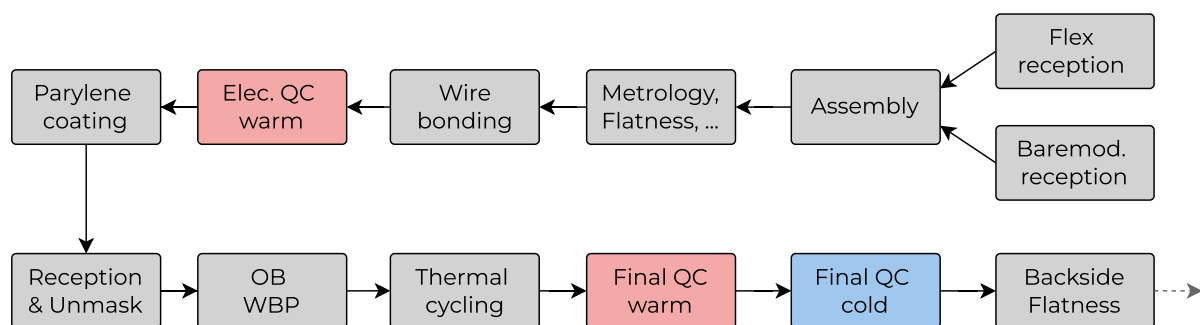 Flex
reception
Parylene
coating
Elec. QC
warm
Wire
bonding
Metrology,
Flatness, ...
Assembly
Baremod.
reception
Reception
& Unmask
OB
WBP
Thermal
cycling
Final QC
warm
Final QC
cold
Backside
Flatness